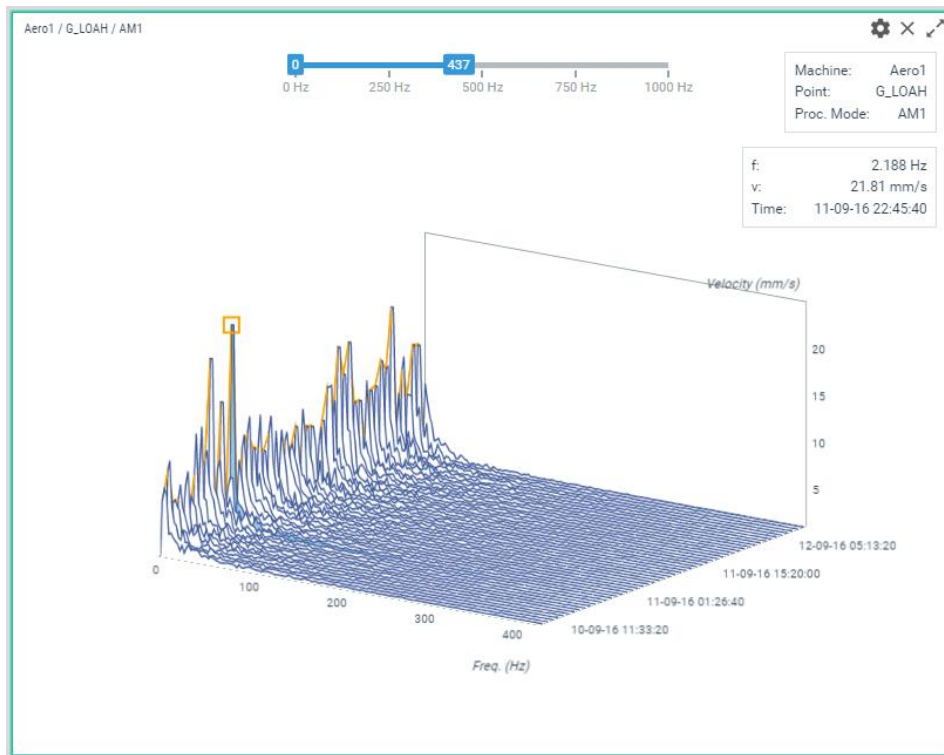 Aero1 / G_LOAH / AM1
0 437
0 Hz 250 Hz 500 Hz 750 Hz 1000 Hz
Machine: Aero1
Point: G_LOAH
Proc. Mode: AM1
f: 2.188 Hz
v: 21.81 mm/s
Time: 11-09-16 22:45:40
Velocity (mm/s)
20
15
10
5
12-09-16 05:13:20
11-09-16 15:20:00
11-09-16 01:26:40
10-09-16 11:33:20
0
100
200
300
400
Freq. (Hz)